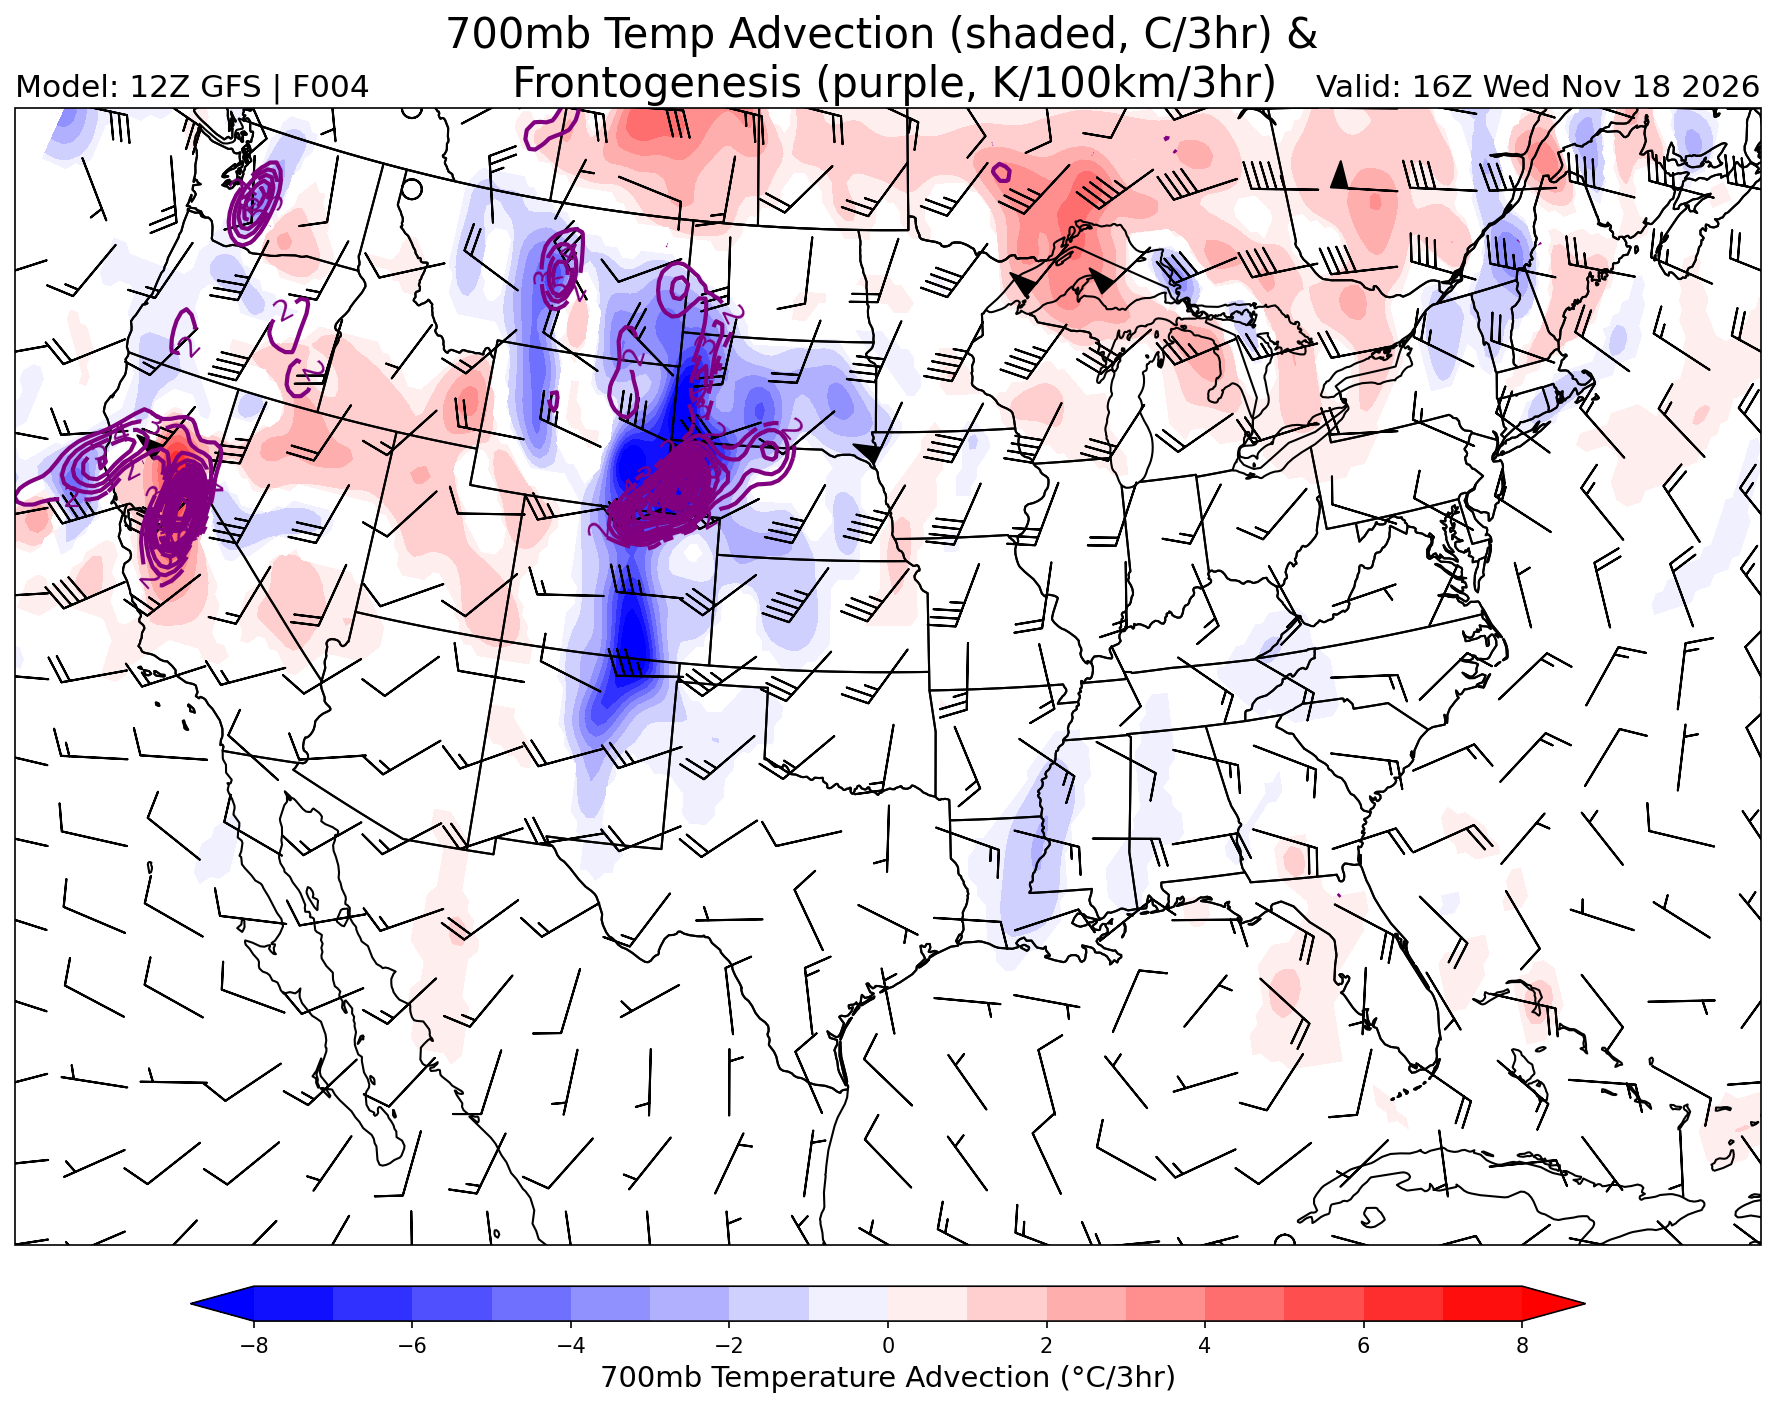 700mb Temp Advection (shaded, C/3hr) &
Frontogenesis (purple, K/100km/3hr)
Model: 12Z GFS | F004
Valid: 16Z Wed Nov 18 2026
−8 −6 −4 −2 0 2 4 6 8
700mb Temperature Advection (°C/3hr)